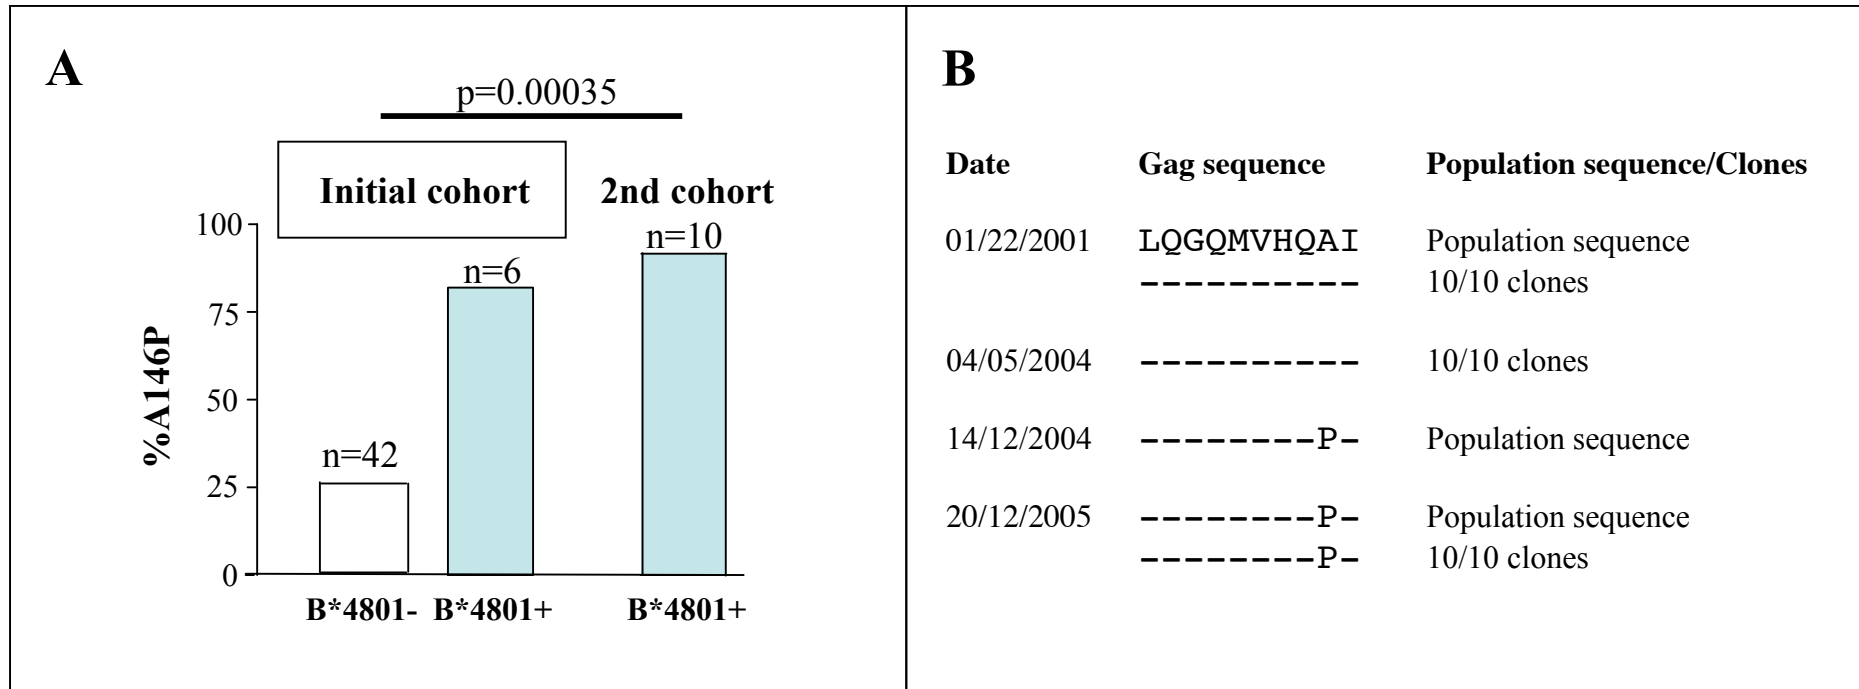 A
p=0.00035
Initial cohort 2nd cohort
100
n=10
n=6
75
%A146P
50
n=42
25
0
B*4801- B*4801+ B*4801+
B
Date Gag sequence Population sequence/Clones
01/22/2001 LQGQMVHQAI Population sequence
---------- 10/10 clones
04/05/2004 ---------- 10/10 clones
14/12/2004 --------P- Population sequence
20/12/2005 --------P- Population sequence
--------P- 10/10 clones